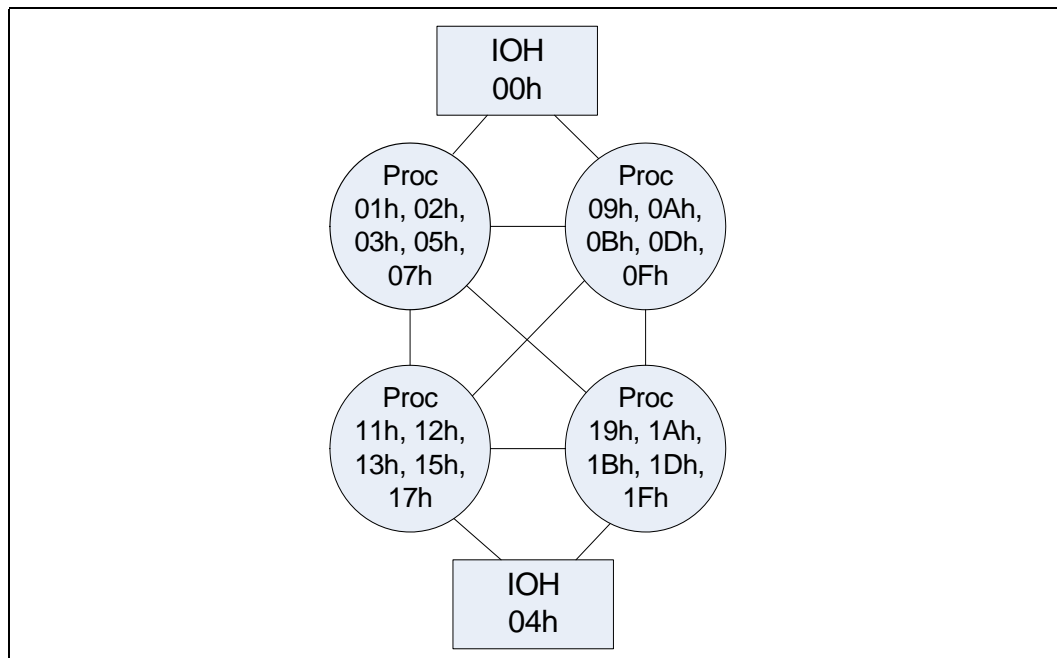 IOH
00h
Proc
01h, 02h,
03h, 05h,
07h
Proc
09h, 0Ah,
0Bh, 0Dh,
0Fh
Proc
11h, 12h,
13h, 15h,
17h
Proc
19h, 1Ah,
1Bh, 1Dh,
1Fh
IOH
04h